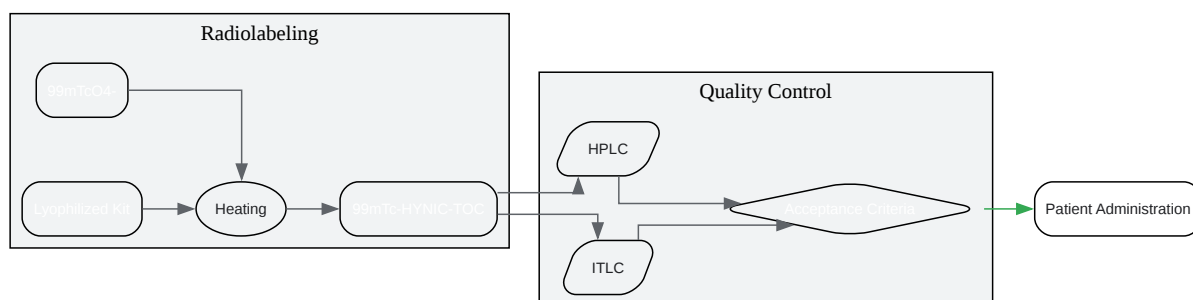 Radiolabeling
99mTcO4-
Lyophilized Kit
Heating
99mTc-HYNIC-TOC
Quality Control
HPLC
ITLC
Acceptance Criteria
Patient Administration